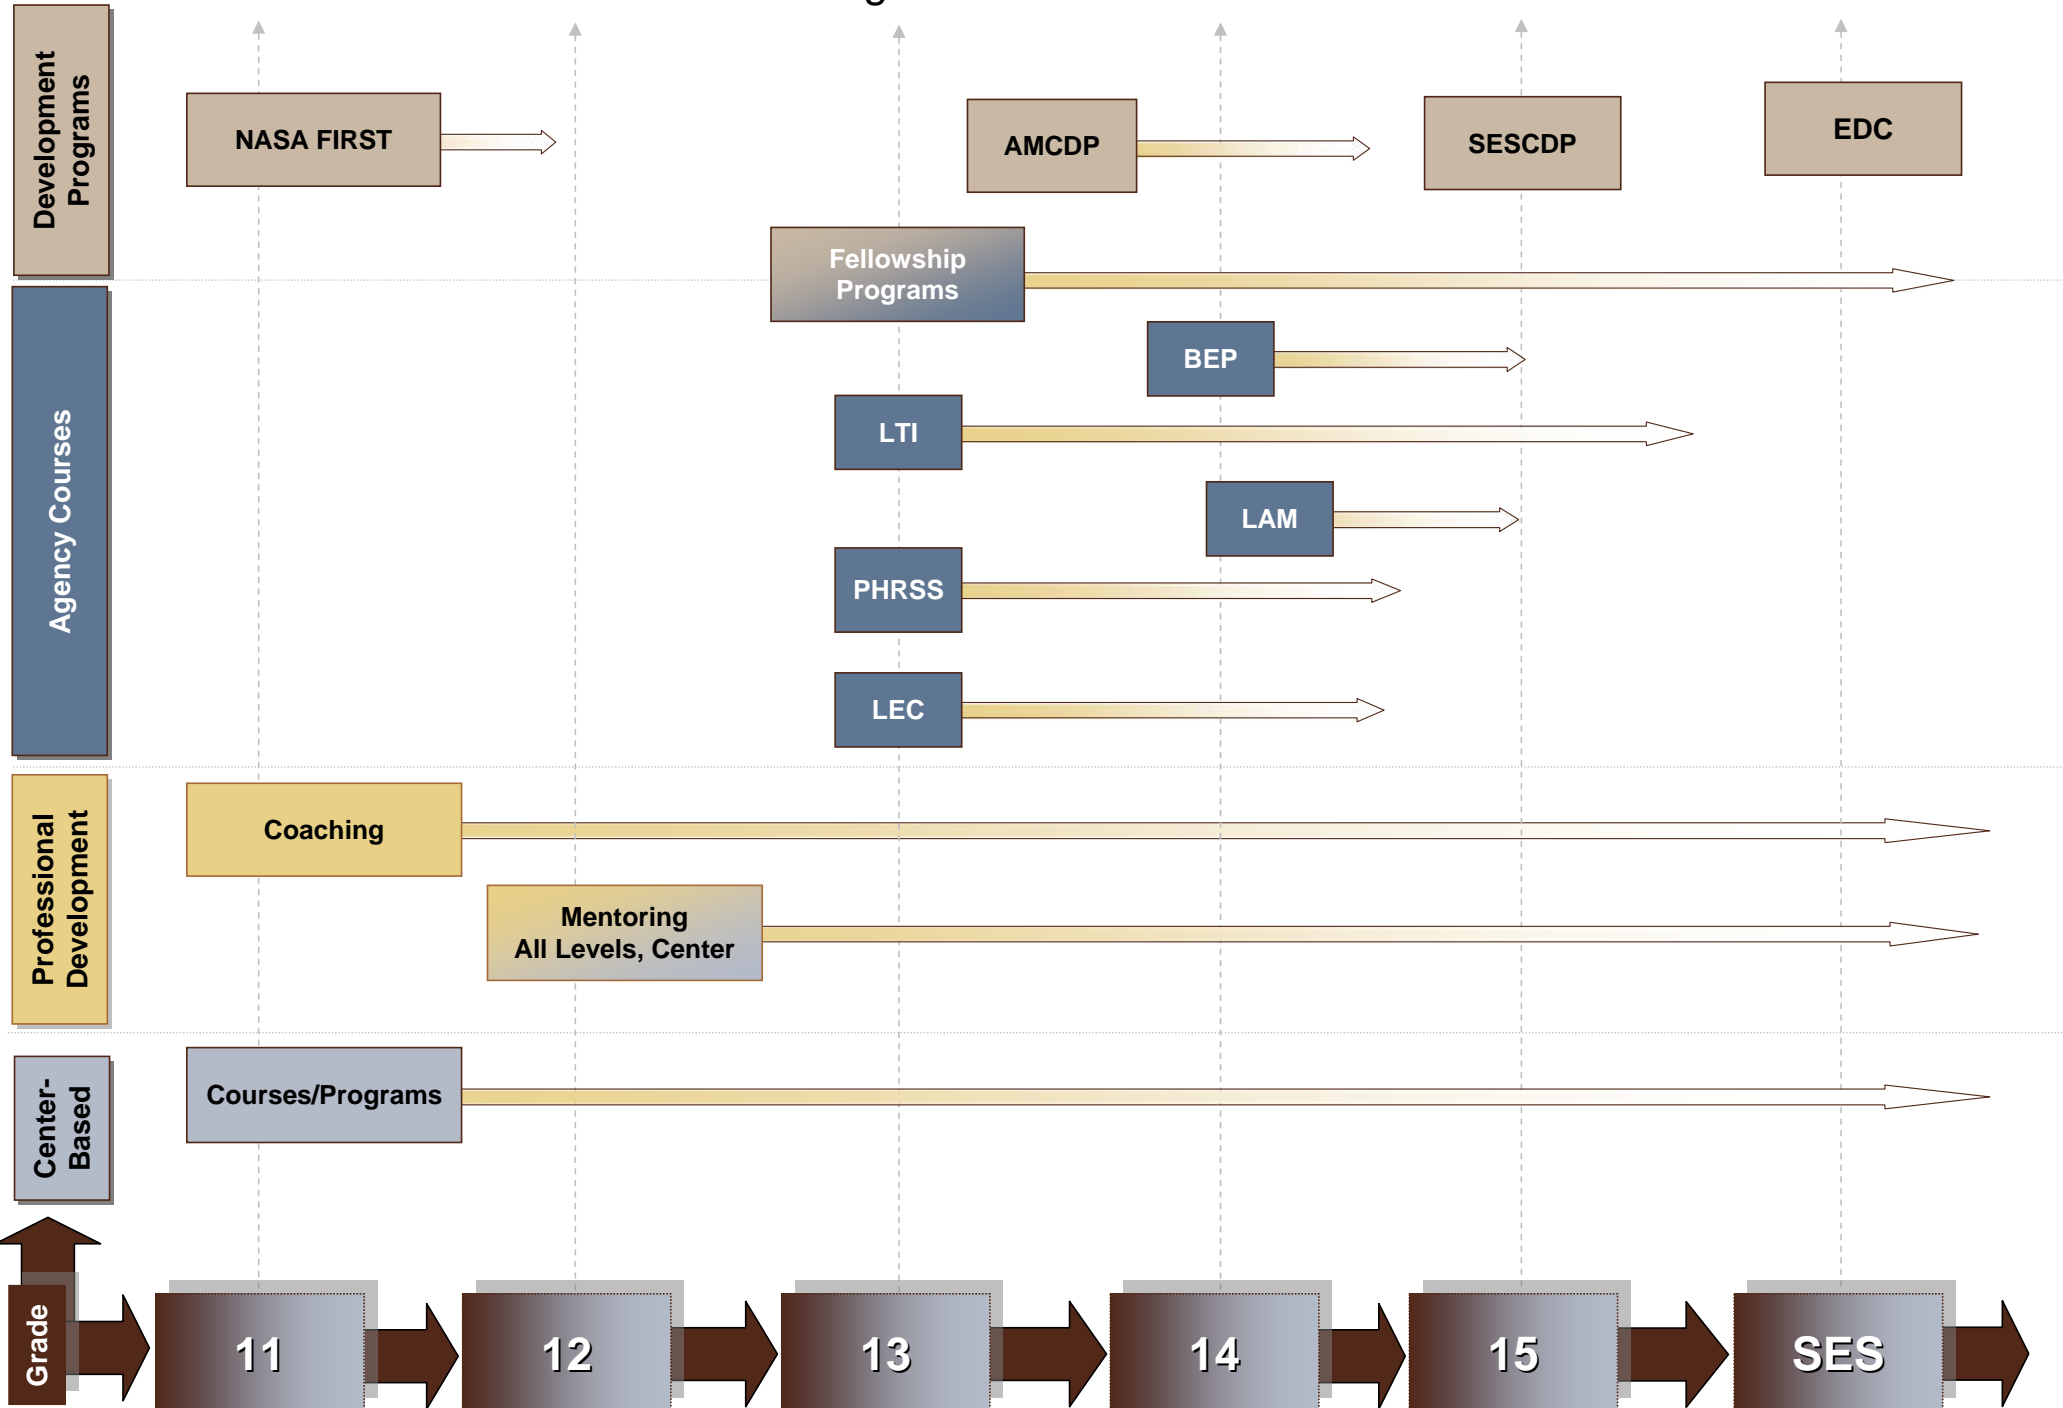 Development
Programs
NASA FIRST
AMCDP
SESCDP
EDC
Fellowship
Programs
Agency Courses
BEP
LTI
LAM
PHRSS
LEC
Professional
Development
Coaching
Mentoring
All Levels, Center
Center-
Based
Courses/Programs
Grade
11
12
13
14
15
SES